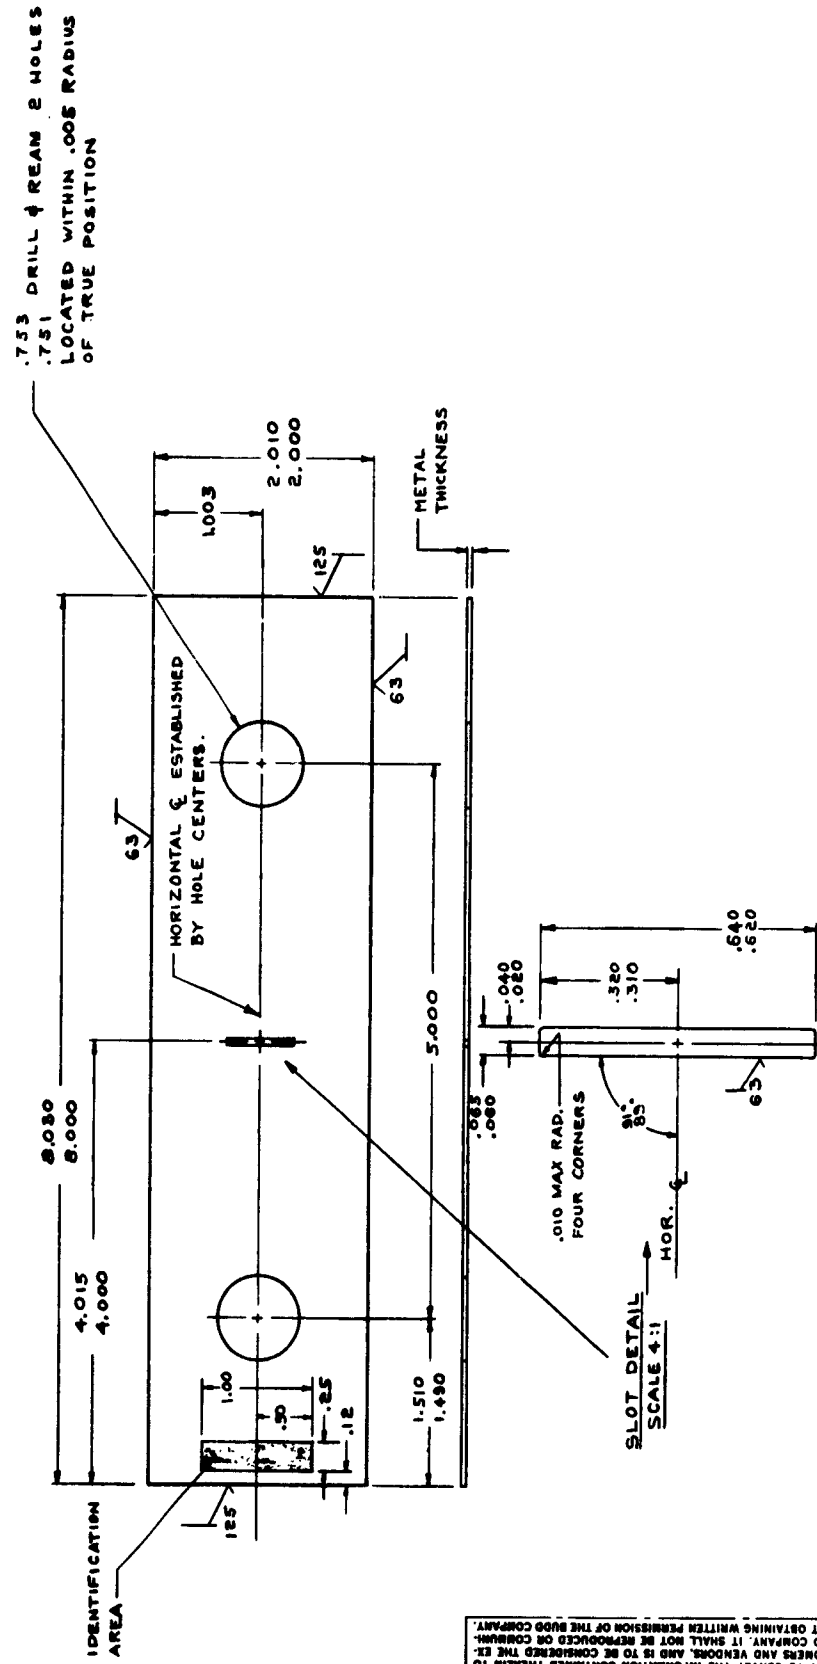 .753 DRILL & REAM 2 HOLES
.751
LOCATED WITHIN .005 RADIUS
OF TRUE POSITION
8.030
8.000
4.015
4.000
IDENTIFICATION
AREA
63
125
HORIZONTAL ℄ ESTABLISHED
BY HOLE CENTERS.
1.003
2.010
2.000
125
63
1.00
.50
.25
.12
1.510
1.490
5.000
METAL
THICKNESS
.065
.060
.040
.020
.010 MAX RAD.
FOUR CORNERS
.320
.310
.640
.620
91°
89°
63
HOR. ℄
SLOT DETAIL
SCALE 4:1
OMERS AND VENDORS, AND IS TO BE CONSIDERED THE EX
D COMPANY. IT SHALL NOT BE REPRODUCED OR COMMUNI-
T OBTAINING WRITTEN PERMISSION OF THE BUDD COMPANY.